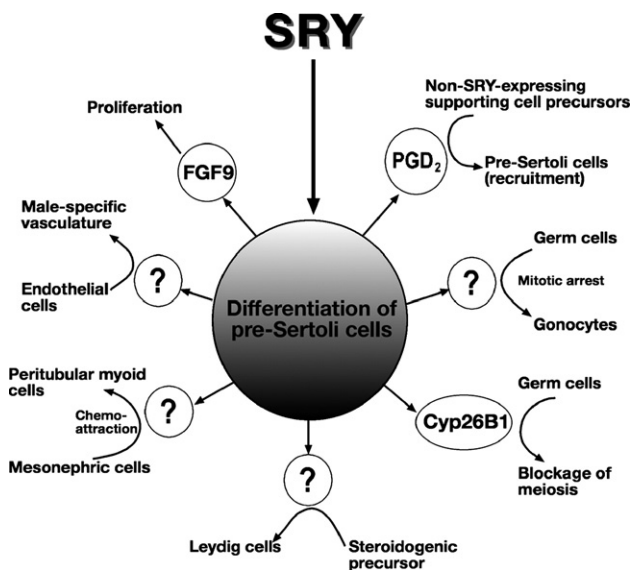 SRY
Proliferation
FGF9
Non-SRY-expressing
supporting cell precursors
PGD2
Pre-Sertoli cells
(recruitment)
Male-specific
vasculature
?
Endothelial
cells
Differentiation of
pre-Sertoli cells
?
Germ cells
Mitotic arrest
Gonocytes
Peritubular myoid
cells
Chemo-
attraction
?
Mesonephric cells
Cyp26B1
Germ cells
Blockage of
meiosis
?
Leydig cells
Steroidogenic
precursor